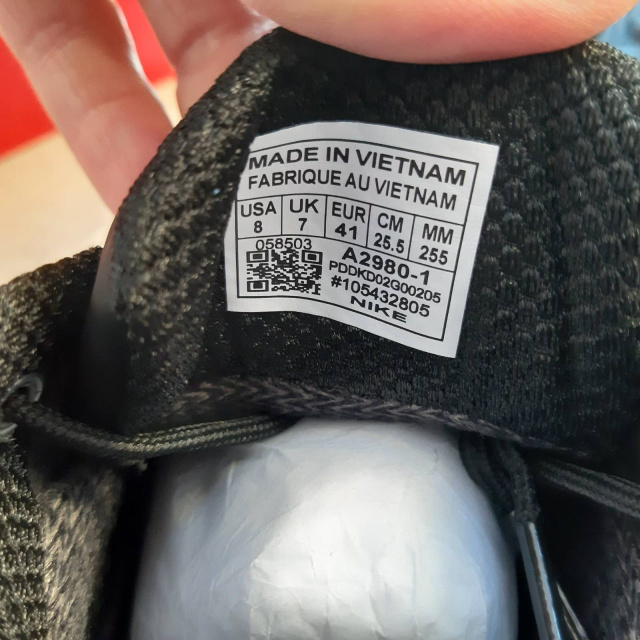 MADE IN VIETNAM
FABRIQUE AU VIETNAM
USA UK EUR CM MM
8 7 41 25.5 255
058503
A2980-1
PDDKD02G00205
#105432805
NIKE